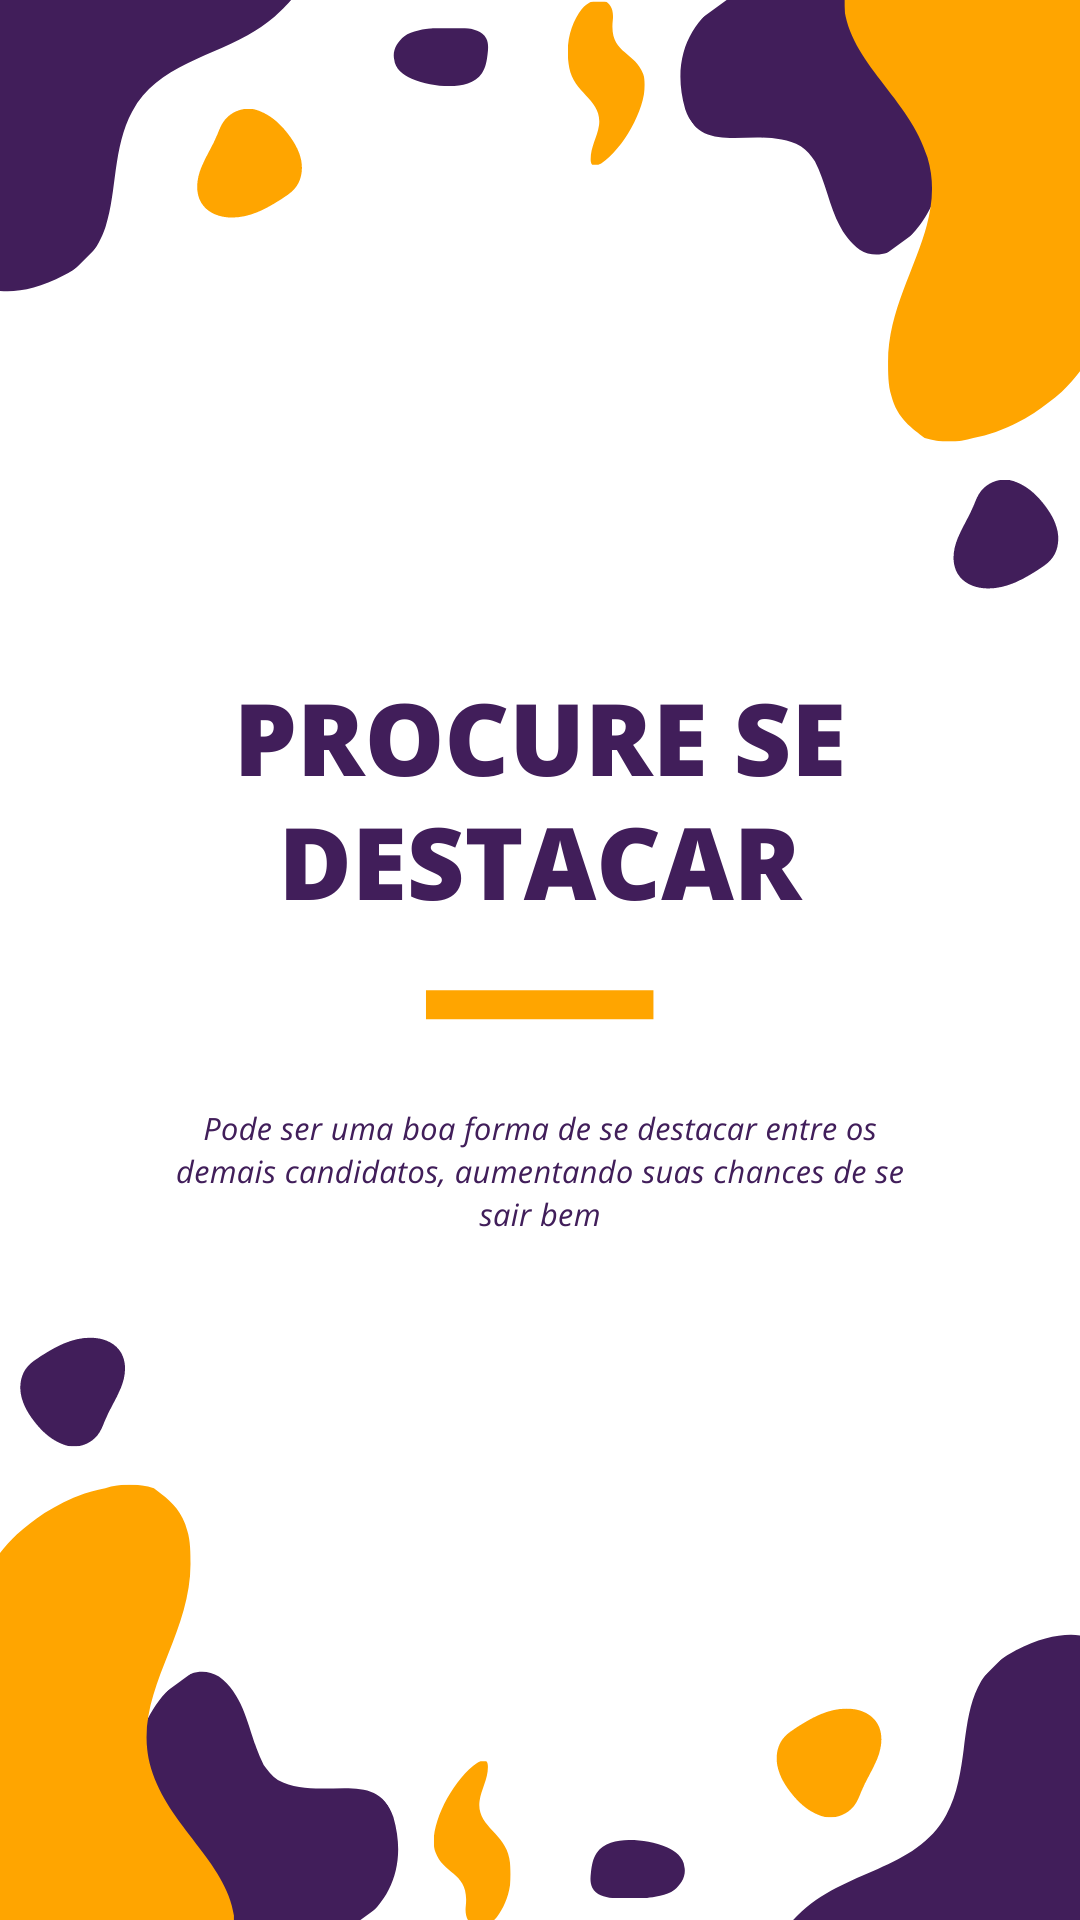 PROCURE SE
DESTACAR
Pode ser uma boa forma de se destacar entre os
demais candidatos, aumentando suas chances de se
sair bem